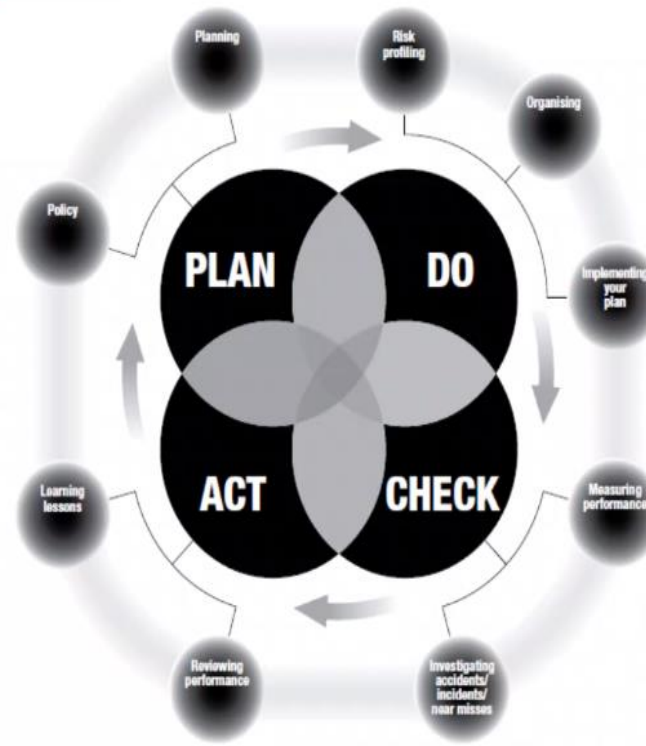 Planning
Risk
profiling
Organising
Policy
PLAN
DO
Implementing
your
plan
ACT
CHECK
Learning
lessons
Measuring
performance
Reviewing
performance
Investigating
accidents/
incidents/
near misses